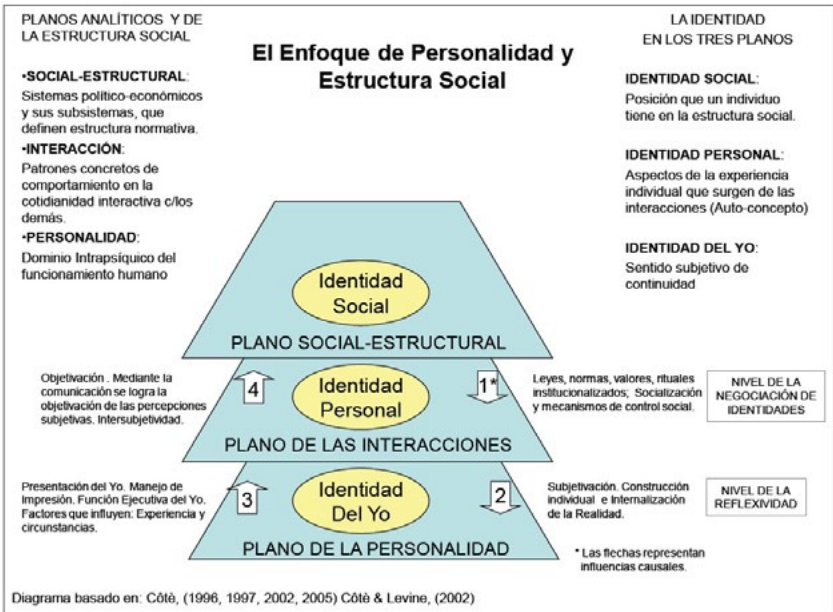 PLANOS ANALÍTICOS Y DE
LA ESTRUCTURA SOCIAL
•SOCIAL-ESTRUCTURAL:
Sistemas político-económicos
y sus subsistemas, que
definen estructura normativa.
•INTERACCIÓN:
Patrones concretos de
comportamiento en la
cotidianidad interactiva c/los
demás.
•PERSONALIDAD:
Dominio Intrapsíquico del
funcionamiento humano
El Enfoque de Personalidad y
Estructura Social
LA IDENTIDAD
EN LOS TRES PLANOS
IDENTIDAD SOCIAL:
Posición que un individuo
tiene en la estructura social.
IDENTIDAD PERSONAL:
Aspectos de la experiencia
individual que surgen de las
interacciones (Auto-concepto)
IDENTIDAD DEL YO:
Sentido subjetivo de
continuidad
Identidad
Social
PLANO SOCIAL-ESTRUCTURAL
Objetivación . Mediante la
comunicación se logra la
objetivación de las percepciones
subjetivas. Intersubjetividad.
4
Identidad
Personal
1*
PLANO DE LAS INTERACCIONES
Leyes, normas, valores, rituales
institucionalizados; Socialización
y mecanismos de control social.
NIVEL DE LA
NEGOCIACIÓN DE
IDENTIDADES
Presentación del Yo. Manejo de
Impresión. Función Ejecutiva del Yo.
Factores que influyen: Experiencia y
circunstancias.
3
Identidad
Del Yo
2
PLANO DE LA PERSONALIDAD
Subjetivación. Construcción
individual e Internalización
de la Realidad.
NIVEL DE LA
REFLEXIVIDAD
* Las flechas representan
influencias causales.
Diagrama basado en: Côtè, (1996, 1997, 2002, 2005) Côtè & Levine, (2002)